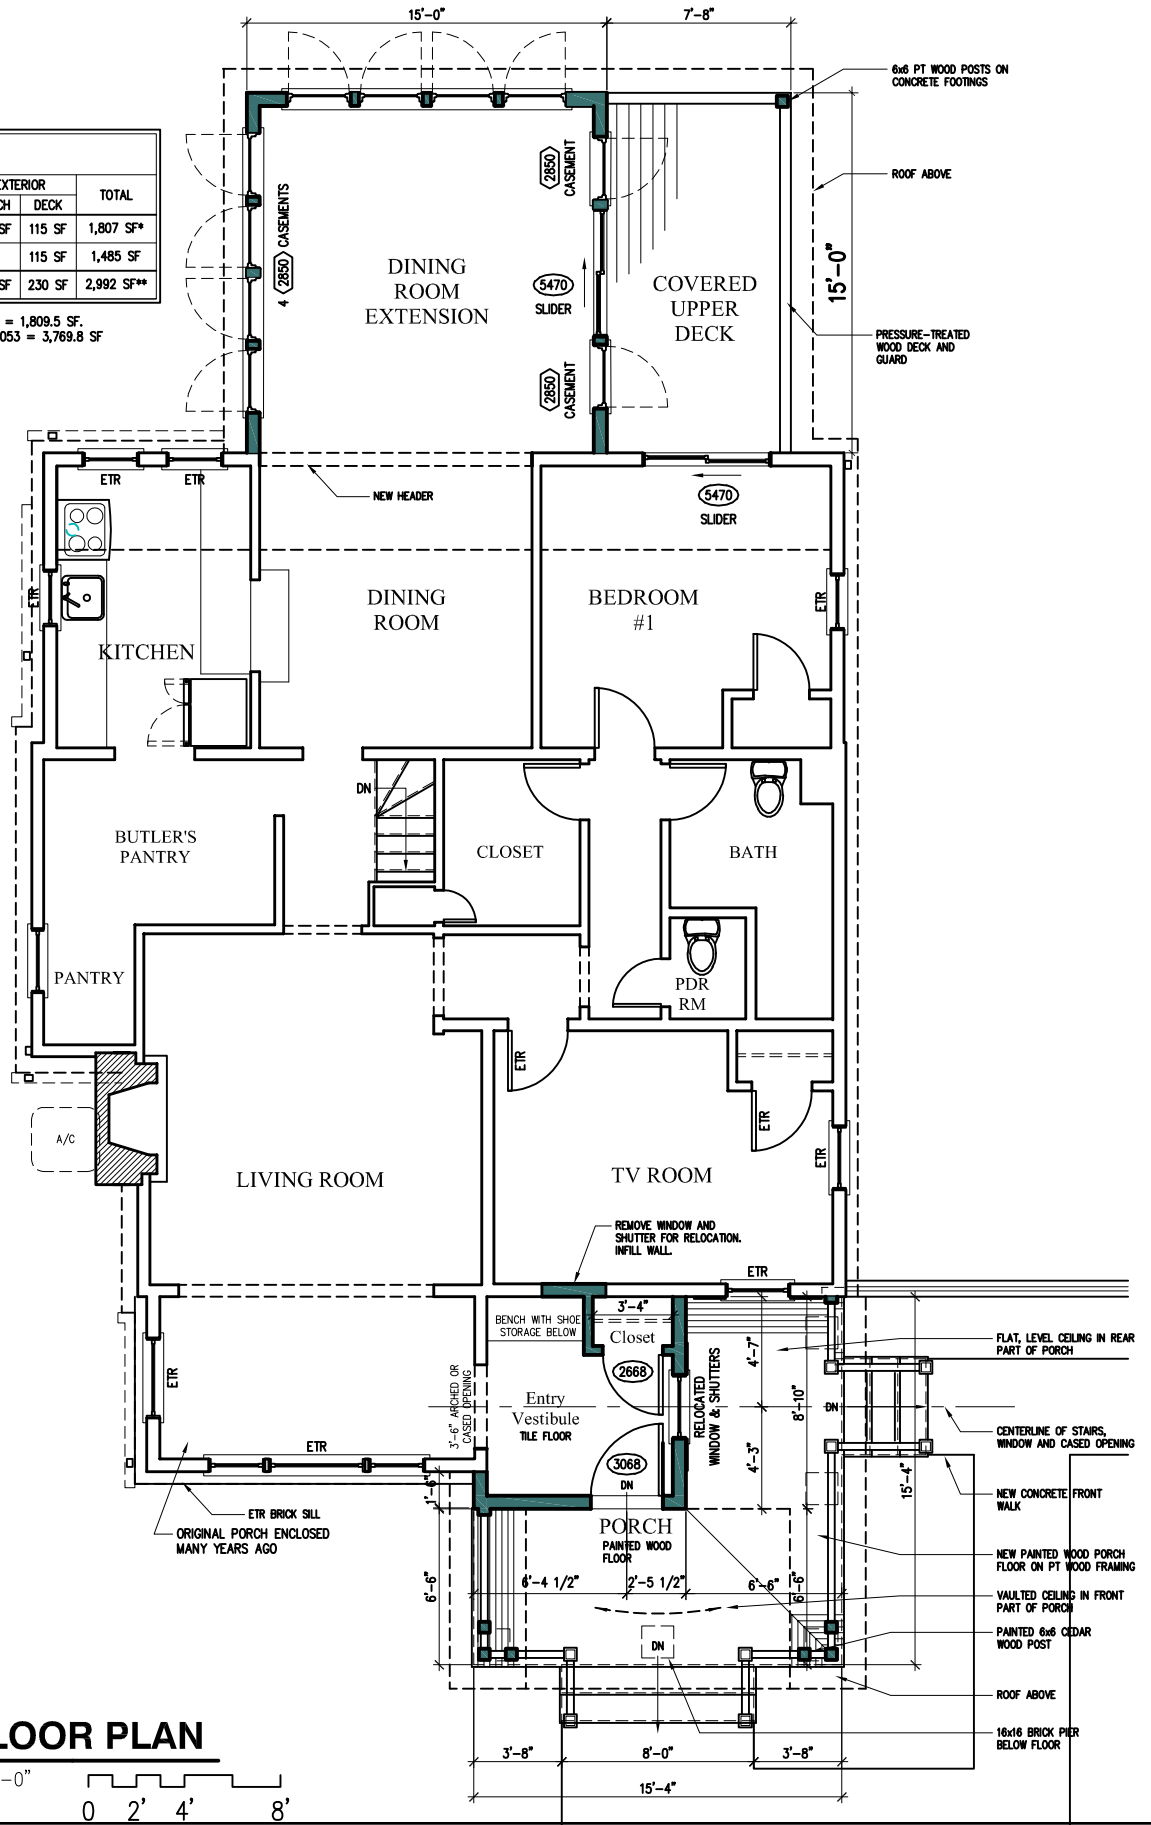 15'-0"
7'-8"
6x6 PT WOOD POSTS ON
CONCRETE FOOTINGS
ROOF ABOVE
15'-0"
PRESSURE-TREATED
WOOD DECK AND
GUARD
EXTERIOR
TOTAL
CH
DECK
SF
115 SF
1,807 SF*
115 SF
1,485 SF
SF
230 SF
2,992 SF**
= 1,809.5 SF.
053 = 3,769.8 SF
4 2850 CASEMENTS
2850
CASEMENT
DINING
ROOM
EXTENSION
5470
SLIDER
2850
CASEMENT
COVERED
UPPER
DECK
ETR
ETR
NEW HEADER
5470
SLIDER
ETR
KITCHEN
DINING
ROOM
BEDROOM
#1
ETR
DN
BUTLER'S
PANTRY
CLOSET
BATH
PANTRY
PDR
RM
ETR
A/C
ETR
ETR
LIVING ROOM
TV ROOM
REMOVE WINDOW AND
SHUTTER FOR RELOCATION.
INFILL WALL.
ETR
BENCH WITH SHOE
STORAGE BELOW
3'-4"
Closet
2668
4'-7"
FLAT, LEVEL CEILING IN REAR
PART OF PORCH
ETR
3'-6" ARCHED OR
CASED OPENING
Entry
Vestibule
TILE FLOOR
RELOCATED
WINDOW & SHUTTERS
8'-10"
DN
CENTERLINE OF STAIRS,
WINDOW AND CASED OPENING
ETR
3068
DN
4'-3"
15'-4"
1'-6"
NEW CONCRETE FRONT
WALK
ETR BRICK SILL
ORIGINAL PORCH ENCLOSED
MANY YEARS AGO
PORCH
PAINTED WOOD
FLOOR
NEW PAINTED WOOD PORCH
FLOOR ON PT WOOD FRAMING
6'-6"
6'-4 1/2"
2'-5 1/2"
6'-6"
6'-6"
VAULTED CEILING IN FRONT
PART OF PORCH
DN
PAINTED 6x6 CEDAR
WOOD POST
ROOF ABOVE
16x16 BRICK PIER
BELOW FLOOR
3'-8"
8'-0"
3'-8"
15'-4"
LOOR PLAN
-0"
0 2' 4' 8'